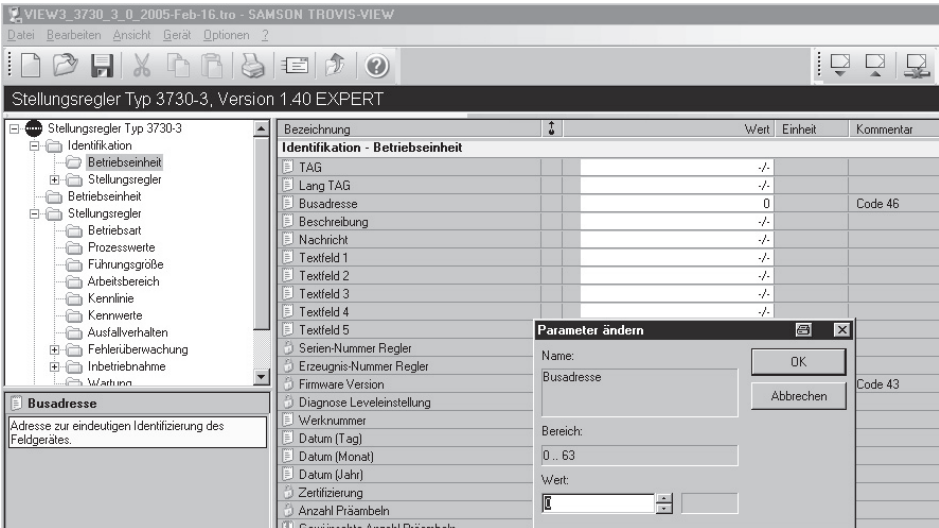 VIEW3_3730_3_0_2005-Feb-16.tro - SAMSON TROVIS-VIEW
Datei Bearbeiten Ansicht Gerät Optionen ?
Stellungsregler Typ 3730-3, Version 1.40 EXPERT
Stellungsregler Typ 3730-3
Identifikation
Betriebseinheit
Stellungsregler
Betriebseinheit
Stellungsregler
Betriebsart
Prozesswerte
Führungsgröße
Arbeitsbereich
Kennlinie
Kennwerte
Ausfallverhalten
Fehlerüberwachung
Inbetriebnahme
Wartung
Busadresse
Adresse zur eindeutigen Identifizierung des
Feldgerätes.
Bezeichnung Wert Einheit Kommentar
Identifikation - Betriebseinheit
TAG -/-
Lang TAG -/-
Busadresse 0 Code 46
Beschreibung -/-
Nachricht -/-
Textfeld 1 -/-
Textfeld 2 -/-
Textfeld 3 -/-
Textfeld 4 -/-
Textfeld 5
Serien-Nummer Regler
Erzeugnis-Nummer Regler
Firmware Version Code 43
Diagnose Leveleinstellung
Werknummer
Datum (Tag)
Datum (Monat)
Datum (Jahr)
Zertifizierung
Anzahl Präambeln
Gewünschte Anzahl Präambeln
Parameter ändern
Name:
Busadresse
Bereich:
0 .. 63
Wert:
0
OK
Abbrechen